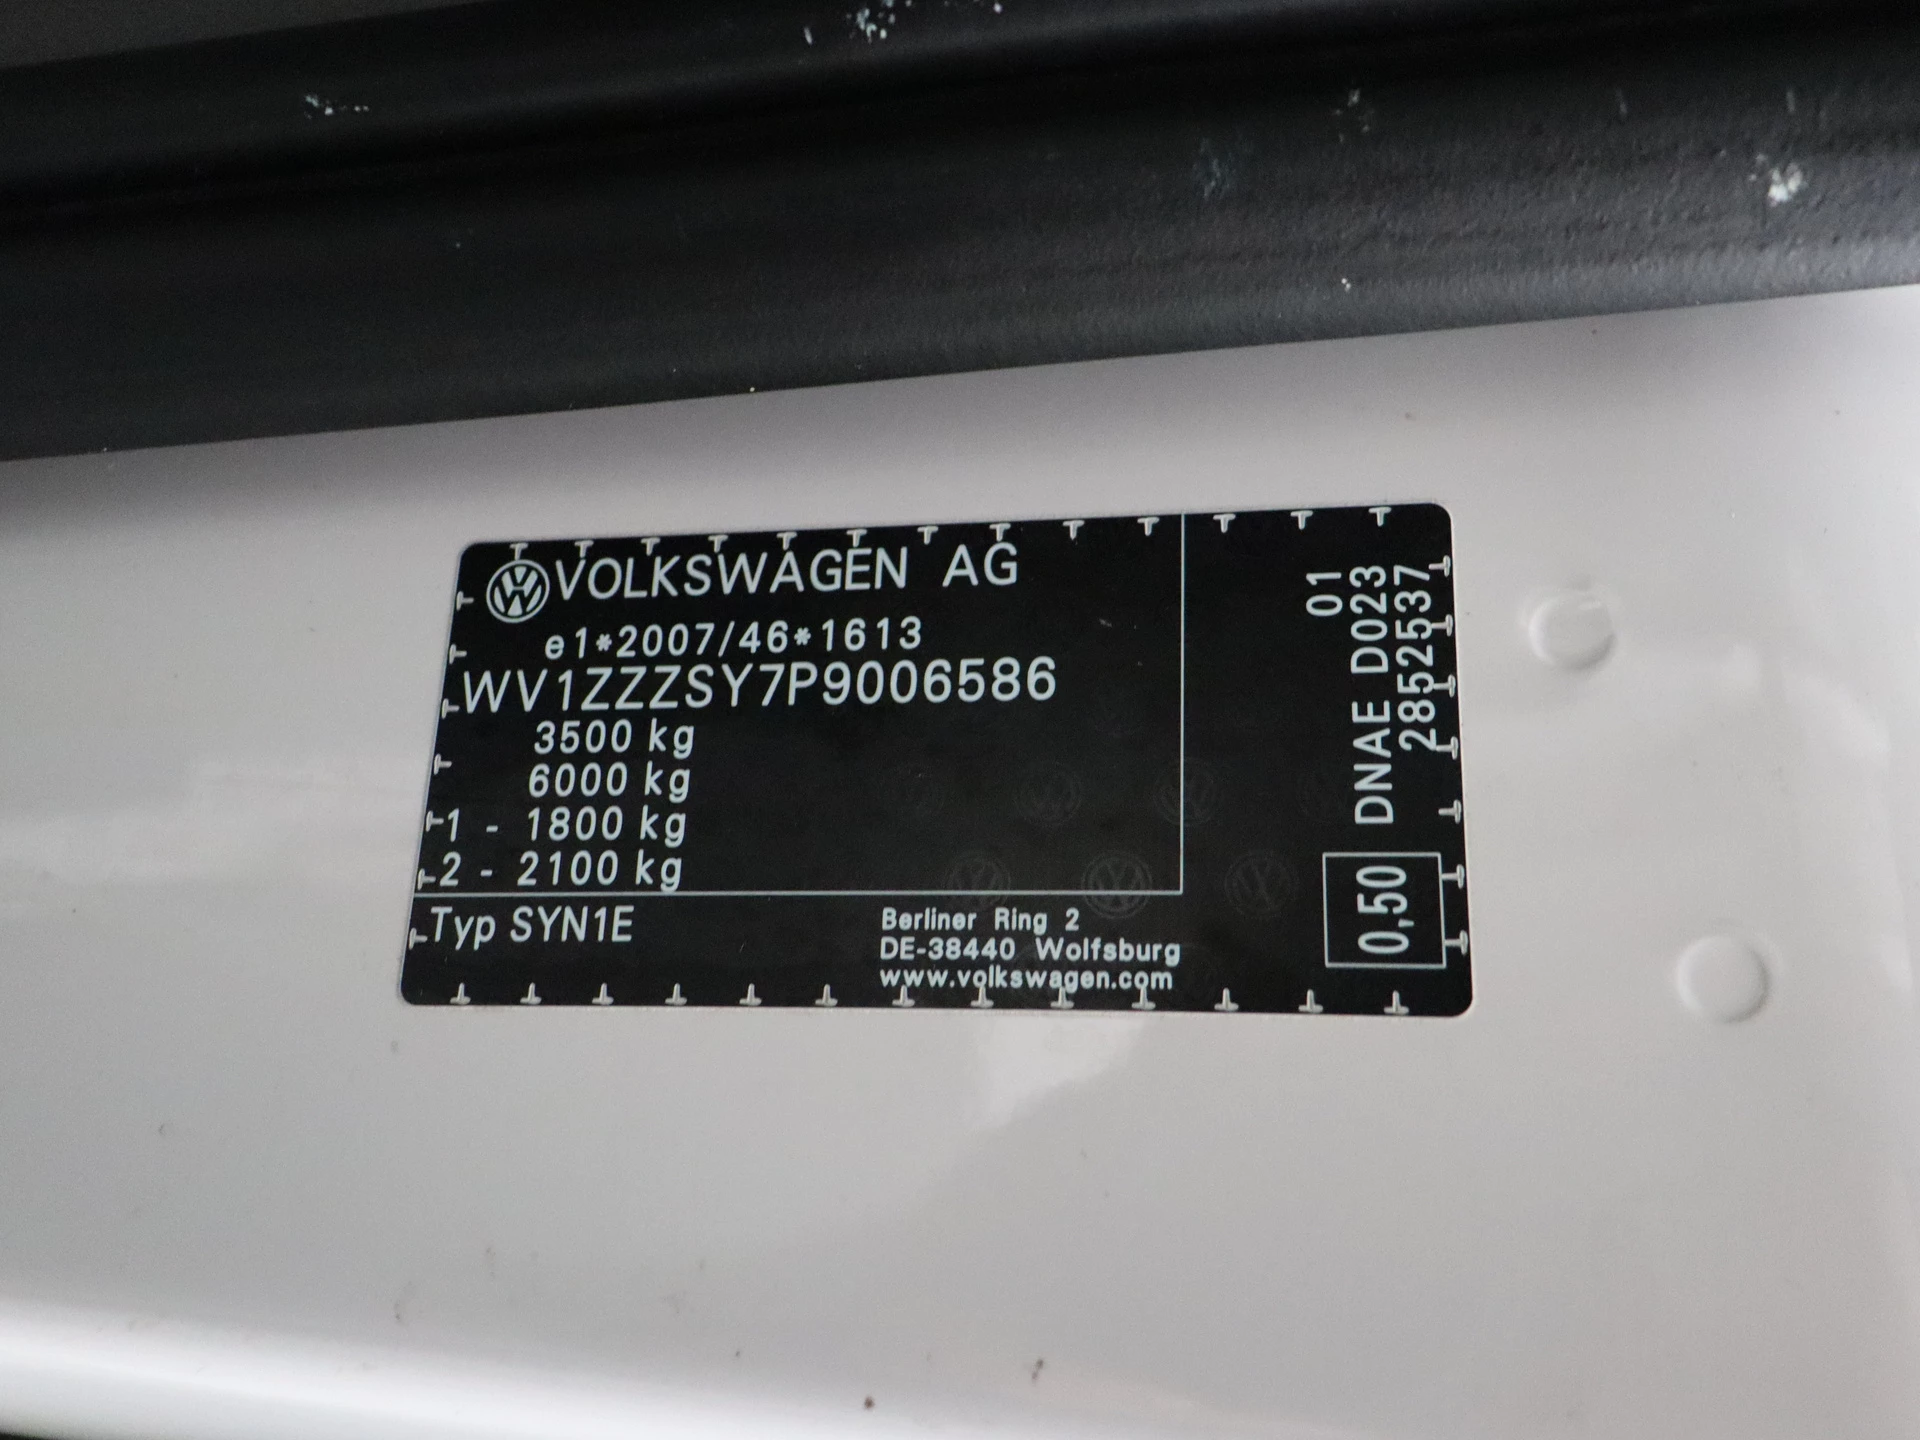 VOLKSWAGEN AG
e1*2007/46*1613
WV1ZZZSY7P9006586
3500 kg
6000 kg
1 - 1800 kg
2 - 2100 kg
Typ SYN1E
Berliner Ring 2
DE-38440 Wolfsburg
www.volkswagen.com
01
DNAE D023
28525237
0,50